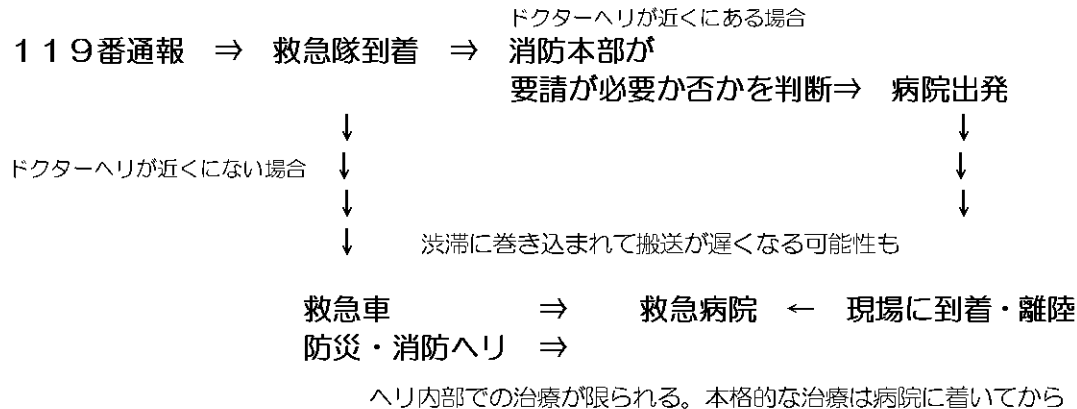 ドクターヘリが近くにある場合
１１９番通報　⇒　救急隊到着　⇒　消防本部が
要請が必要か否かを判断⇒　病院出発
↓　↓
ドクターヘリが近くにない場合　↓　↓
↓　↓
↓　渋滞に巻き込まれて搬送が遅くなる可能性も
救急車　⇒　救急病院　←　現場に到着・離陸
防災・消防ヘリ　⇒
ヘリ内部での治療が限られる。本格的な治療は病院に着いてから